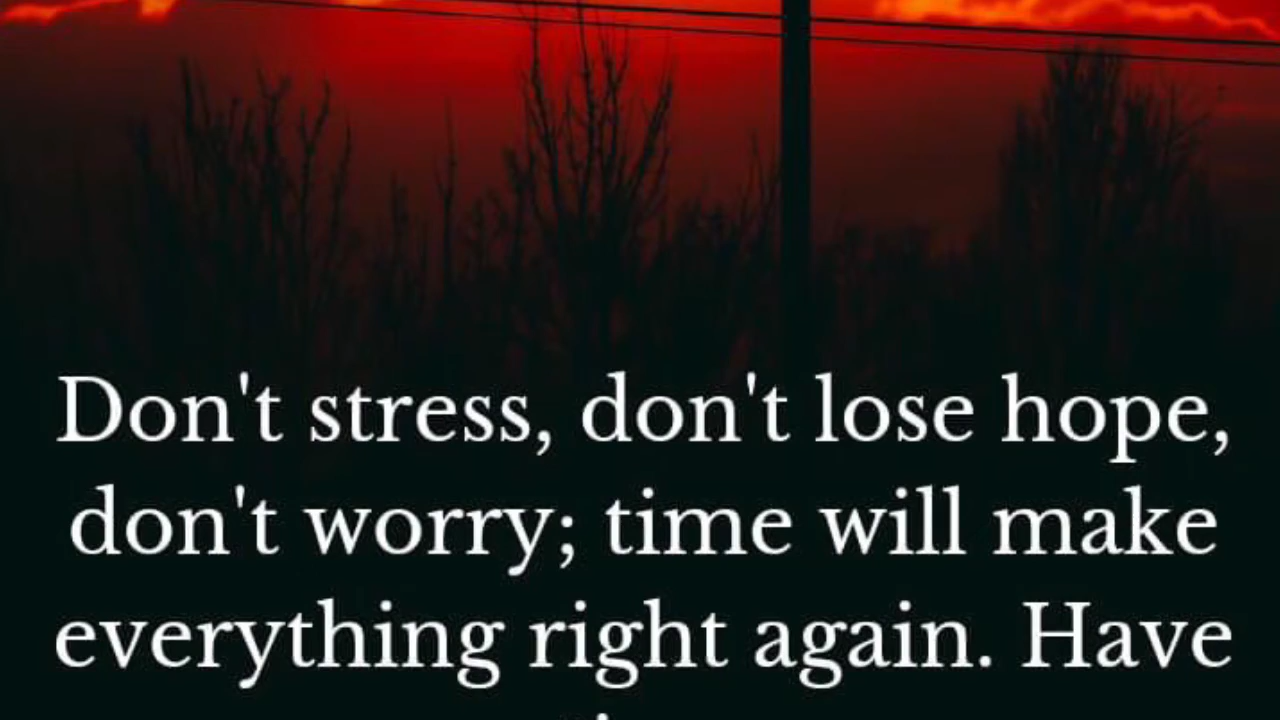 Don't stress, don't lose hope,
don't worry; time will make
everything right again. Have